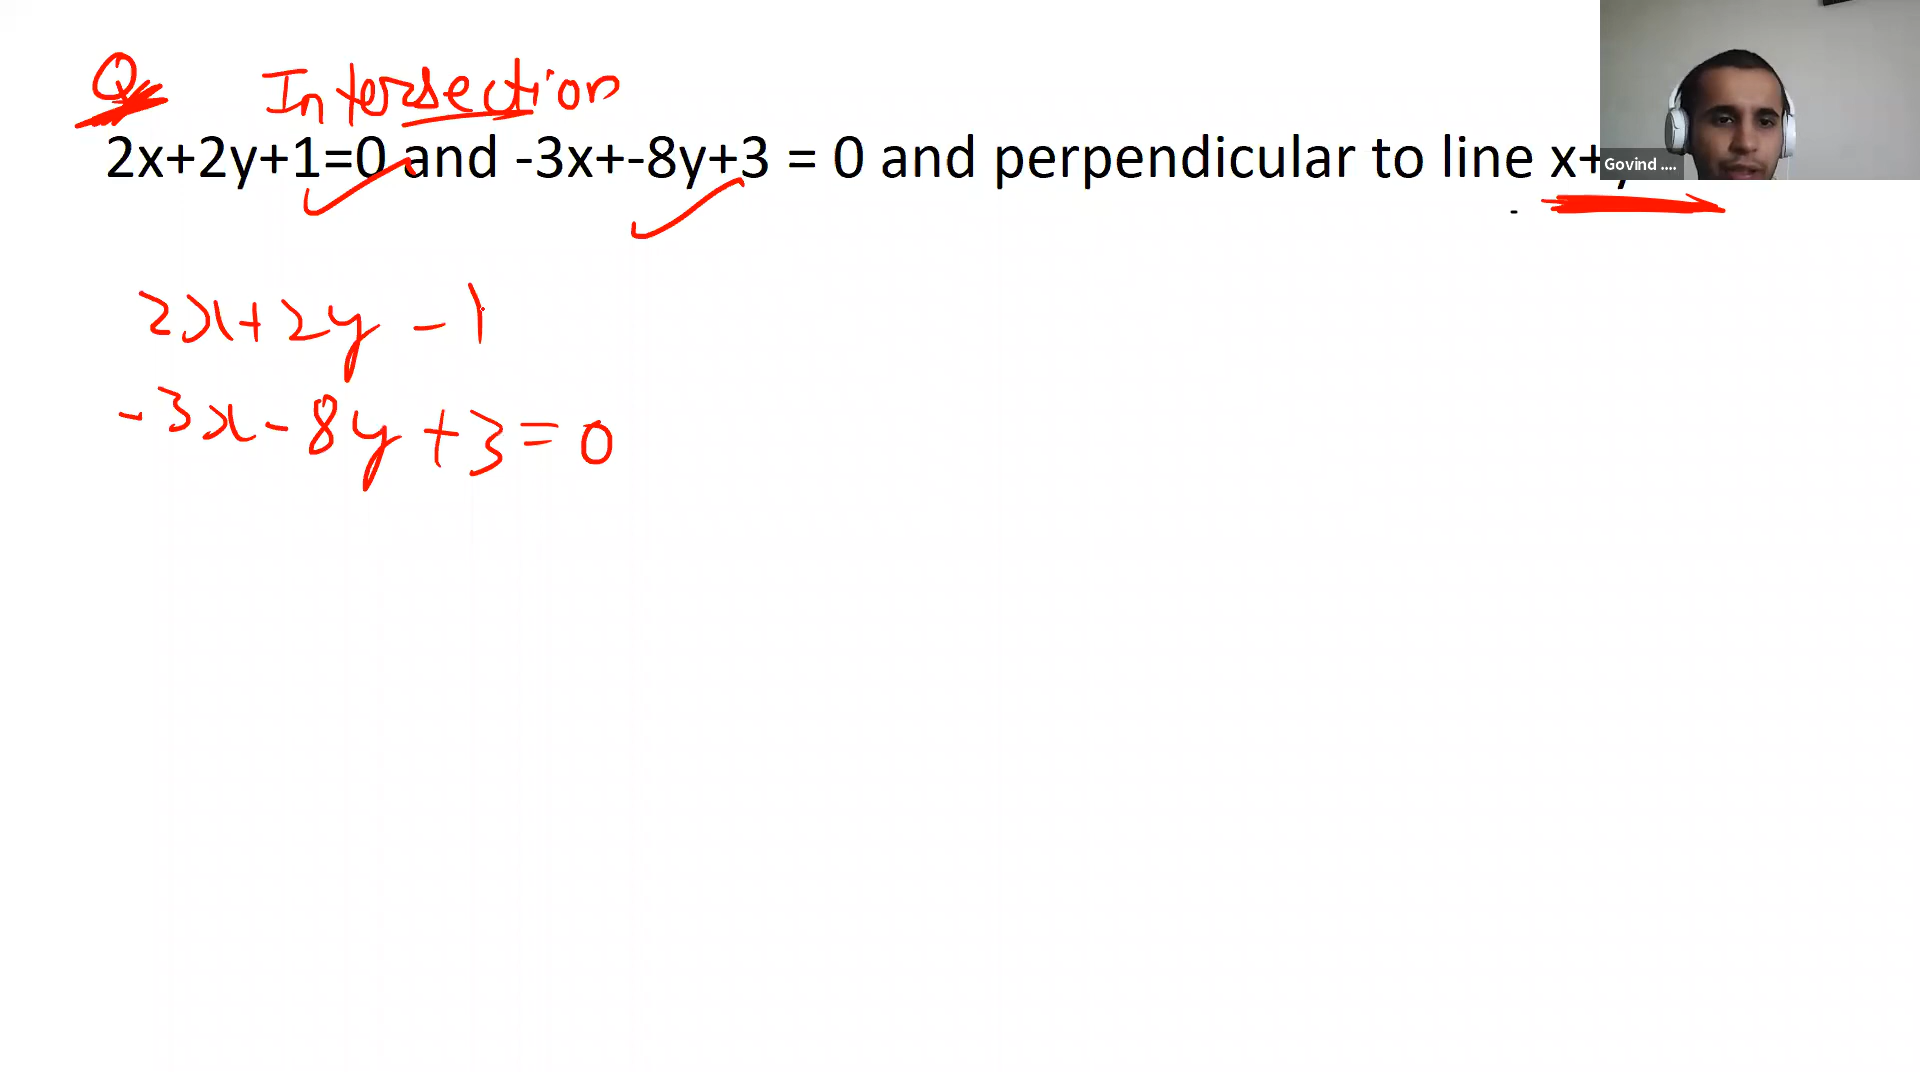 Q Intersection
2x+2y+1=0 and -3x+-8y+3 = 0 and perpendicular to line x+y
Govind ....
2x+2y-1
-3x-8y+3=0